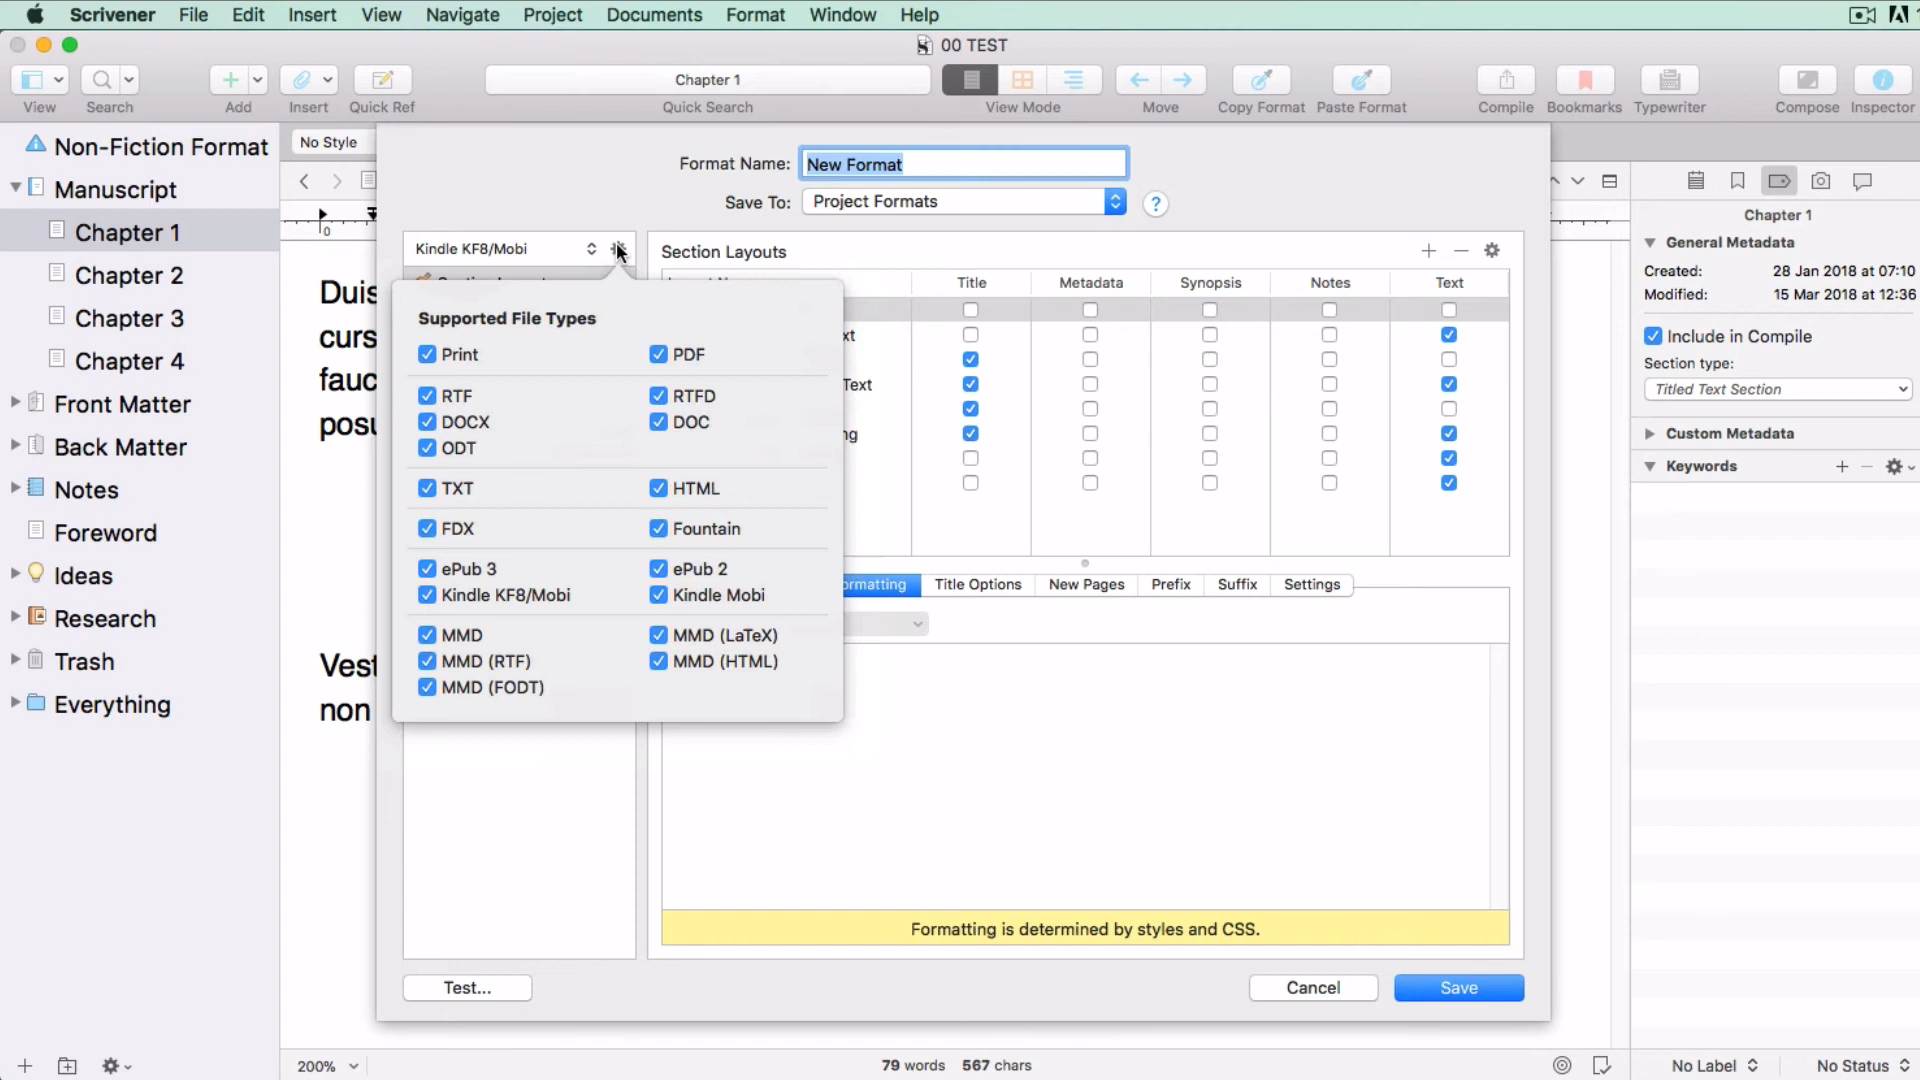 Scrivener File Edit Insert View Navigate Project Documents Format Window Help
00 TEST
Chapter 1
View Search Add Insert Quick Ref Quick Search View Mode Move Copy Format Paste Format Compile Bookmarks Typewriter Compose Inspector
Non-Fiction Format
Manuscript
Chapter 1
Chapter 2
Chapter 3
Chapter 4
Front Matter
Back Matter
Notes
Foreword
Ideas
Research
Trash
Everything
No Style
0
Duis
curs
fauc
posu
Vest
non
Format Name: New Format
Save To: Project Formats ?
Kindle KF8/Mobi
Supported File Types
Print PDF
RTF RTFD
DOCX DOC
ODT
TXT HTML
FDX Fountain
ePub 3 ePub 2
Kindle KF8/Mobi Kindle Mobi
MMD MMD (LaTeX)
MMD (RTF) MMD (HTML)
MMD (FODT)
Section Layouts
Title Metadata Synopsis Notes Text
xt
Text
ng
ormatting Title Options New Pages Prefix Suffix Settings
Formatting is determined by styles and CSS.
Test... Cancel Save
Chapter 1
General Metadata
Created: 28 Jan 2018 at 07:10
Modified: 15 Mar 2018 at 12:36
Include in Compile
Section type:
Titled Text Section
Custom Metadata
Keywords
200% 79 words 567 chars No Label No Status